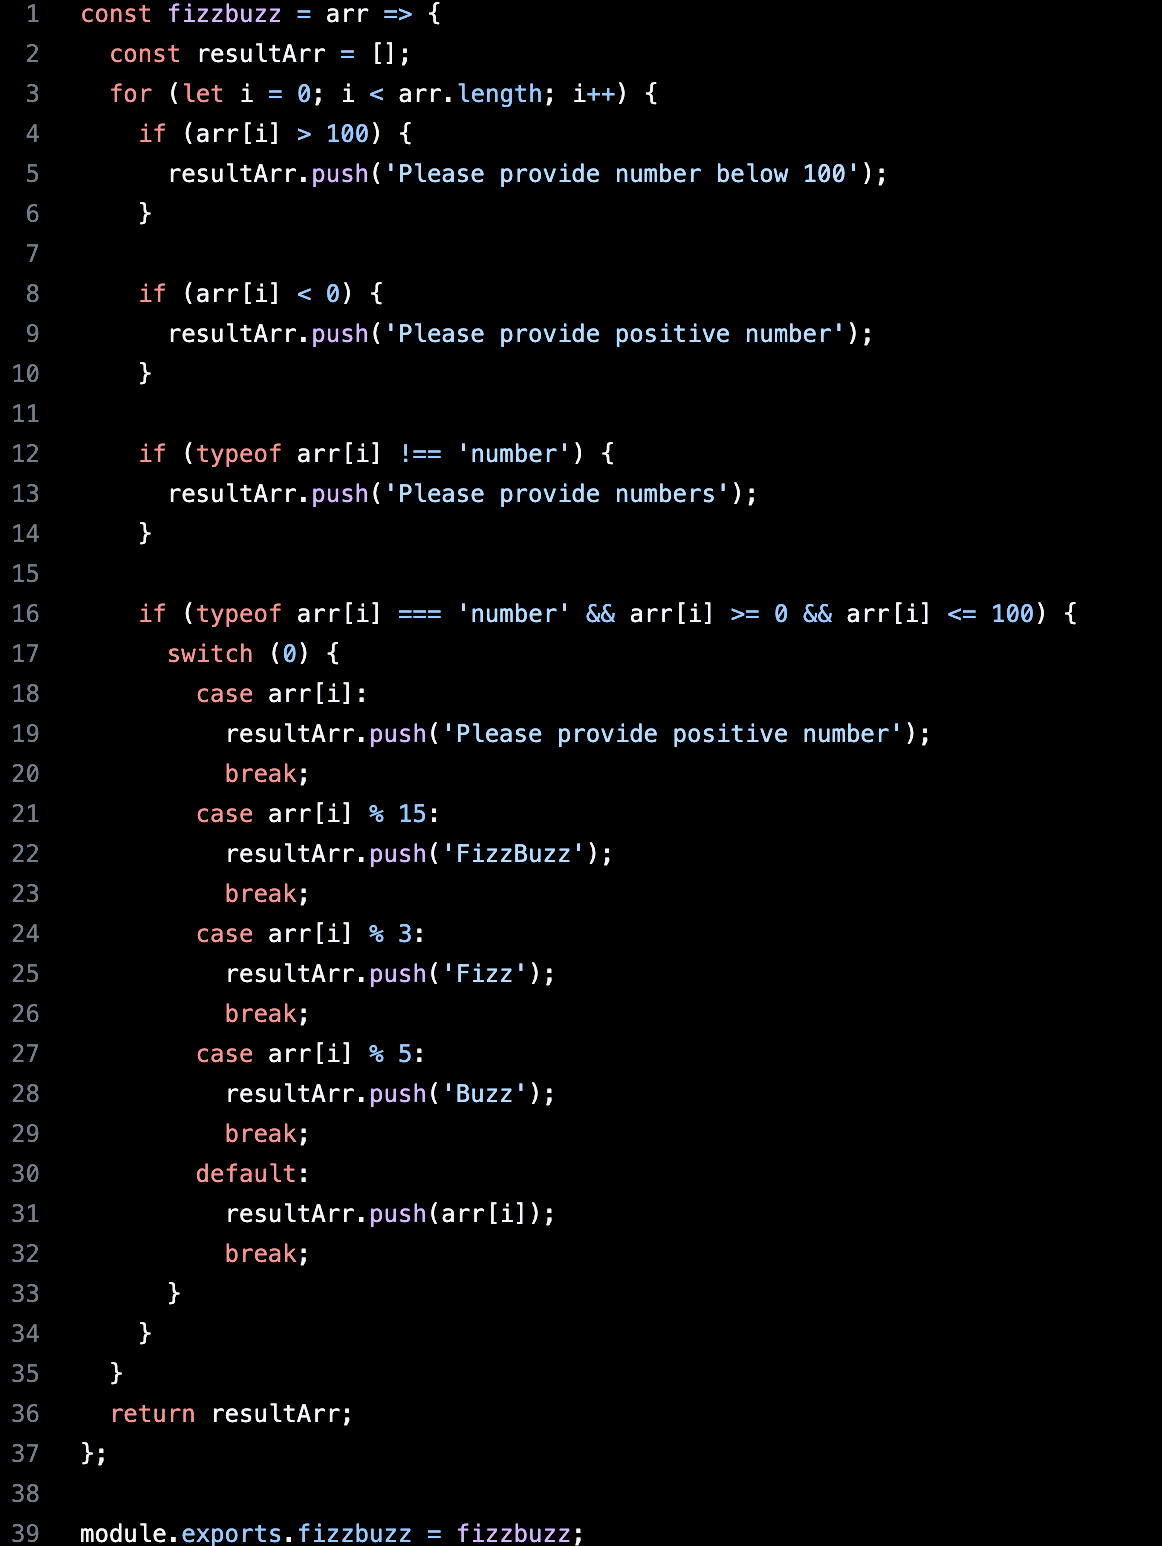 1 const fizzbuzz = arr => {
2   const resultArr = [];
3   for (let i = 0; i < arr.length; i++) {
4     if (arr[i] > 100) {
5       resultArr.push('Please provide number below 100');
6     }
7
8     if (arr[i] < 0) {
9       resultArr.push('Please provide positive number');
10     }
11
12     if (typeof arr[i] !== 'number') {
13       resultArr.push('Please provide numbers');
14     }
15
16     if (typeof arr[i] === 'number' && arr[i] >= 0 && arr[i] <= 100) {
17       switch (0) {
18         case arr[i]:
19           resultArr.push('Please provide positive number');
20           break;
21         case arr[i] % 15:
22           resultArr.push('FizzBuzz');
23           break;
24         case arr[i] % 3:
25           resultArr.push('Fizz');
26           break;
27         case arr[i] % 5:
28           resultArr.push('Buzz');
29           break;
30         default:
31           resultArr.push(arr[i]);
32           break;
33       }
34     }
35   }
36   return resultArr;
37 };
38
39 module.exports.fizzbuzz = fizzbuzz;